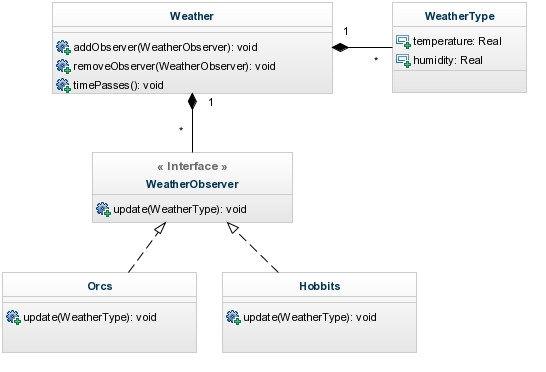 Weather
addObserver(WeatherObserver): void
removeObserver(WeatherObserver): void
timePasses(): void
1
*
WeatherType
temperature: Real
humidity: Real
1
*
« Interface »
WeatherObserver
update(WeatherType): void
Orcs
update(WeatherType): void
Hobbits
update(WeatherType): void